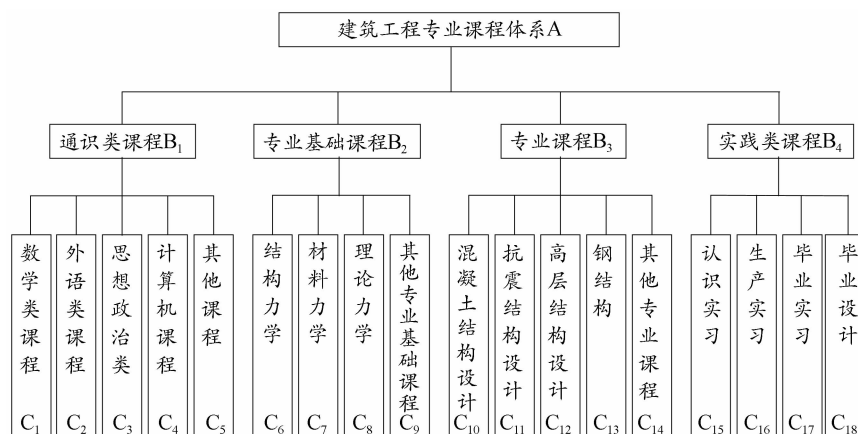 建筑工程专业课程体系A
通识类课程B₁
专业基础课程B₂
专业课程B₃
实践类课程B₄
数学类课程 C₁
外语类课程 C₂
思想政治类 C₃
计算机课程 C₄
其他课程 C₅
结构力学 C₆
材料力学 C₇
理论力学 C₈
其他专业基础课程 C₉
混凝土结构设计 C₁₀
抗震结构设计 C₁₁
高层结构设计 C₁₂
钢结构 C₁₃
其他专业课程 C₁₄
认识实习 C₁₅
生产实习 C₁₆
毕业实习 C₁₇
毕业设计 C₁₈